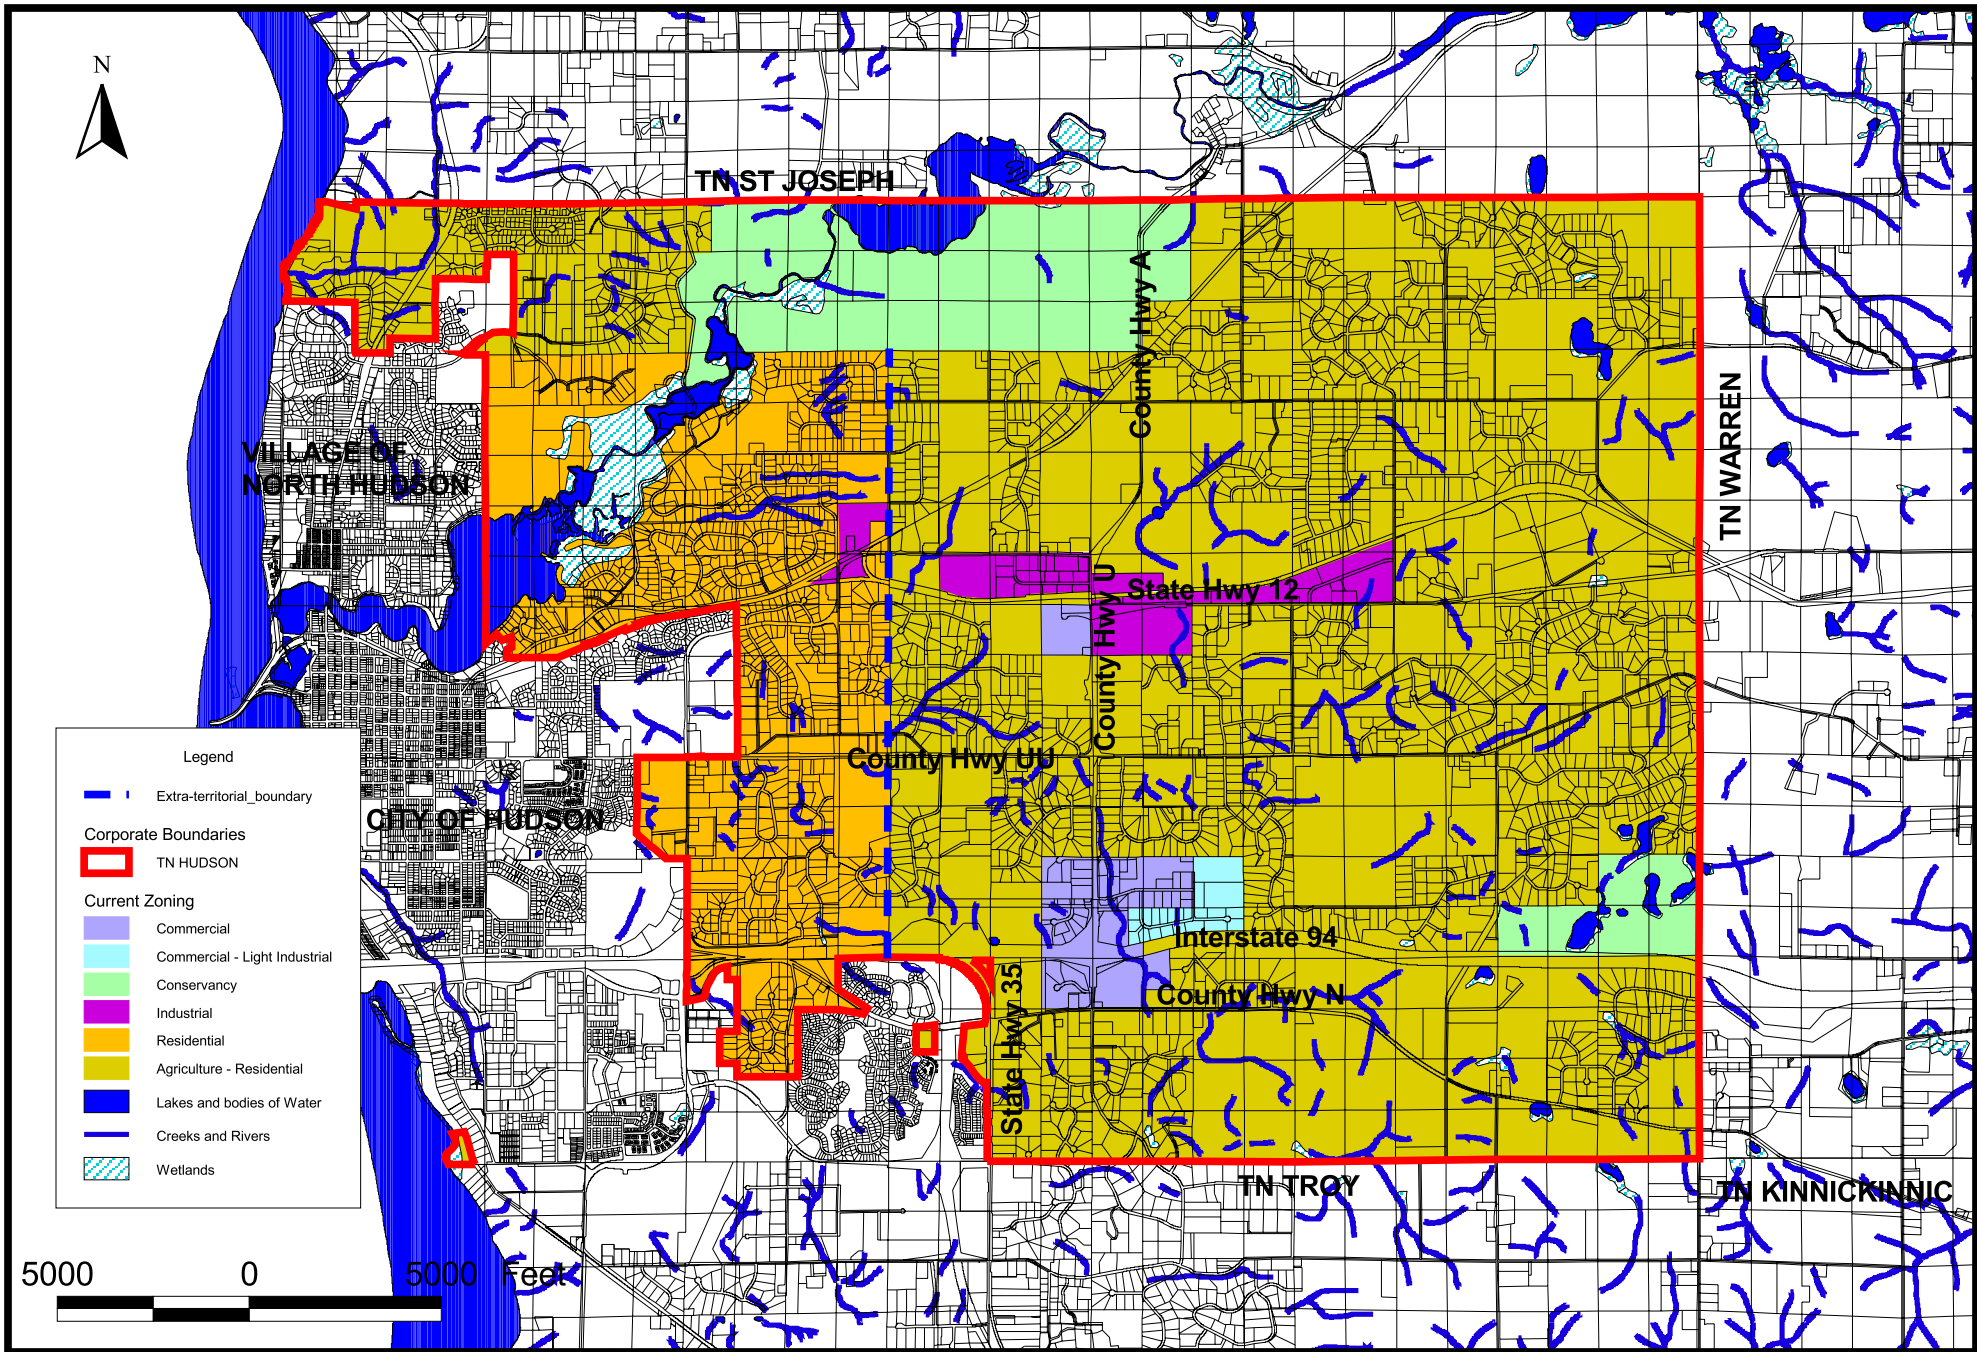 N
TN ST JOSEPH
County Hwy A
TN WARREN
VILLAGE OF
NORTH HUDSON
State Hwy 12
County Hwy U
County Hwy UU
CITY OF HUDSON
Interstate 94
County Hwy N
State Hwy 35
TN TROY
TN KINNICKINNIC
Legend
Extra-territorial_boundary
Corporate Boundaries
TN HUDSON
Current Zoning
Commercial
Commercial - Light Industrial
Conservancy
Industrial
Residential
Agriculture - Residential
Lakes and bodies of Water
Creeks and Rivers
Wetlands
5000 0 5000 Feet